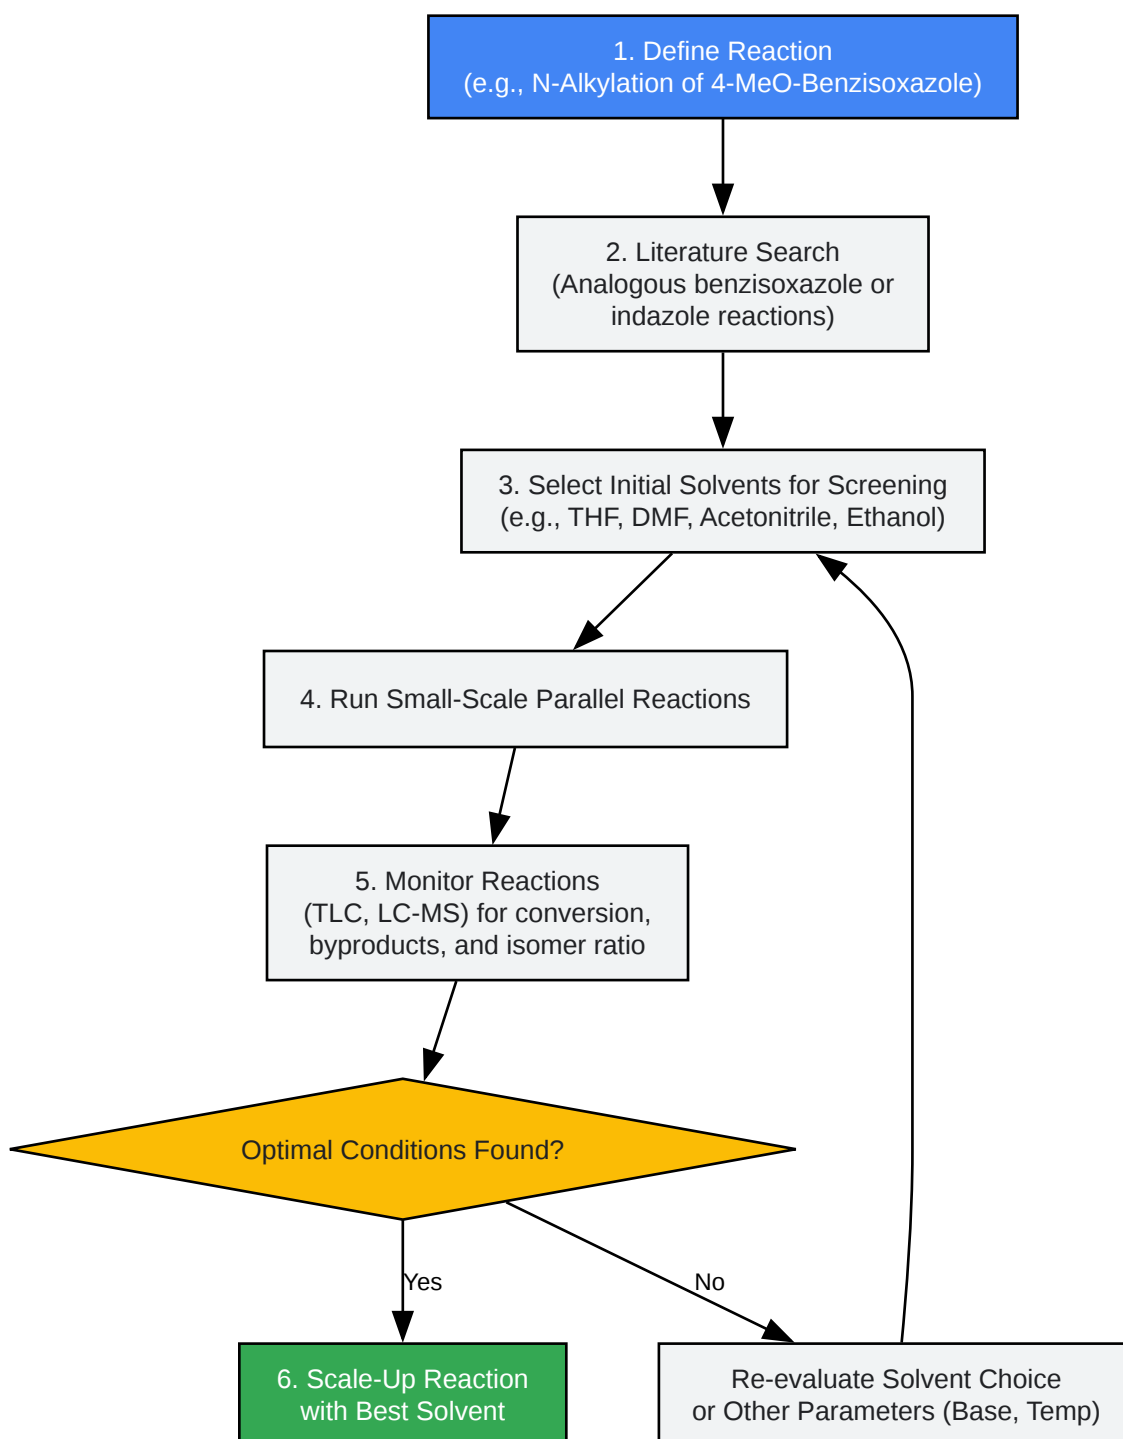 1. Define Reaction
(e.g., N-Alkylation of 4-MeO-Benzisoxazole)
2. Literature Search
(Analogous benzisoxazole or
indazole reactions)
3. Select Initial Solvents for Screening
(e.g., THF, DMF, Acetonitrile, Ethanol)
4. Run Small-Scale Parallel Reactions
5. Monitor Reactions
(TLC, LC-MS) for conversion,
byproducts, and isomer ratio
Optimal Conditions Found?
Yes
No
6. Scale-Up Reaction
with Best Solvent
Re-evaluate Solvent Choice
or Other Parameters (Base, Temp)